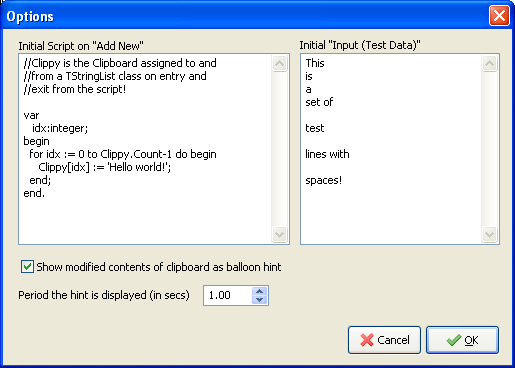 Options
Initial Script on "Add New"
//Clippy is the Clipboard assigned to and
//from a TStringList class on entry and
//exit from the script!
var
idx:integer;
begin
for idx := 0 to Clippy.Count-1 do begin
Clippy[idx] := 'Hello world!';
end;
end.
Initial "Input (Test Data)"
This
is
a
set of
test
lines with
spaces!
Show modified contents of clipboard as balloon hint
Period the hint is displayed (in secs)
1.00
Cancel
OK